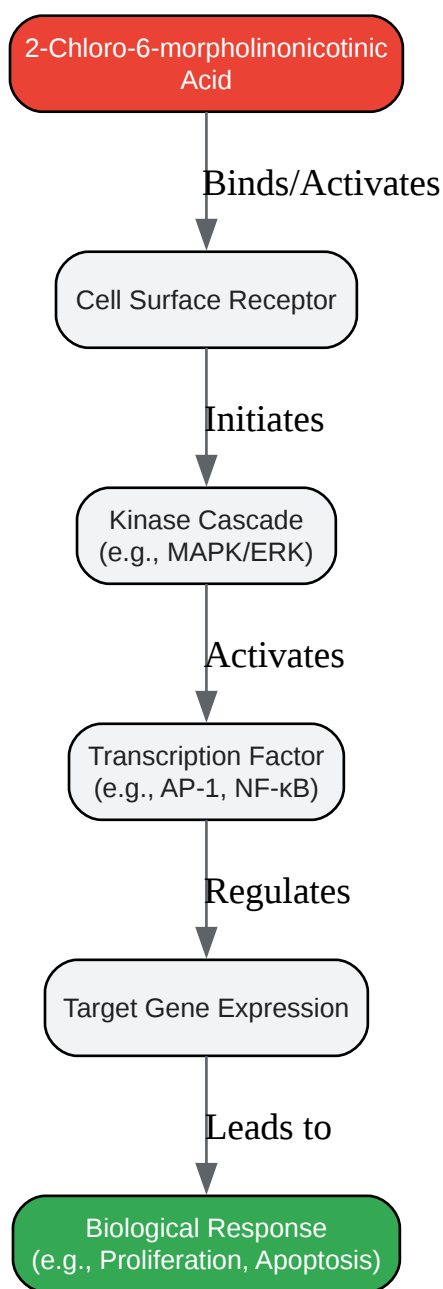 2-Chloro-6-morpholinonicotinic
Acid
Binds/Activates
Cell Surface Receptor
Initiates
Kinase Cascade
(e.g., MAPK/ERK)
Activates
Transcription Factor
(e.g., AP-1, NF-κB)
Regulates
Target Gene Expression
Leads to
Biological Response
(e.g., Proliferation, Apoptosis)